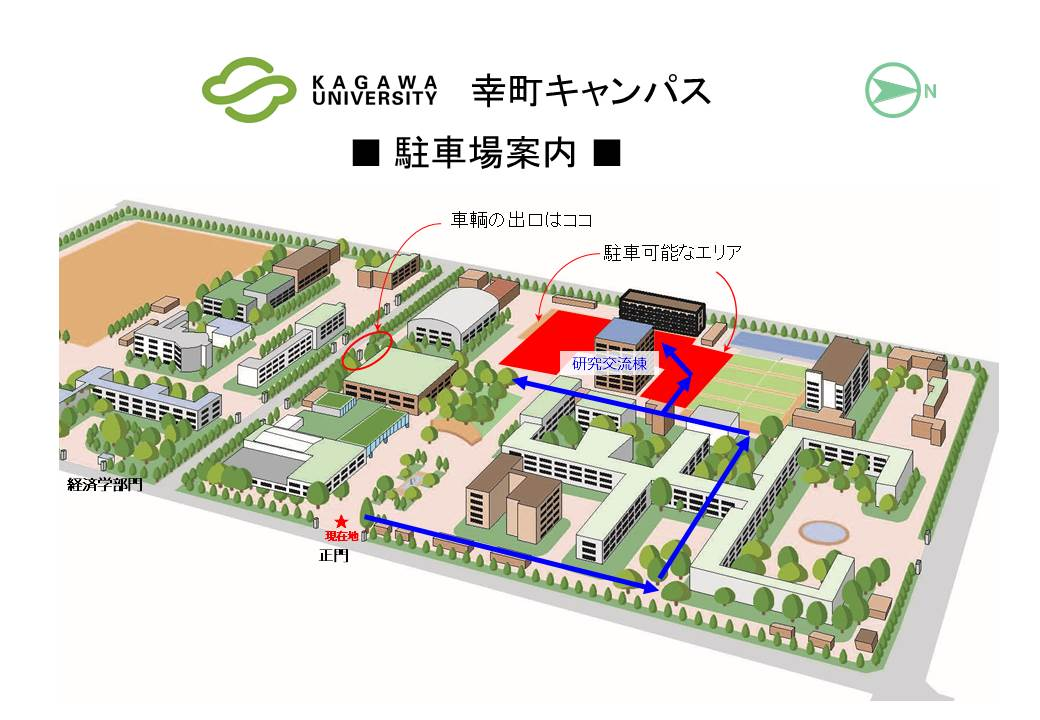 KAGAWA
UNIVERSITY
幸町キャンパス
N
■ 駐車場案内 ■
車輌の出口はココ
駐車可能なエリア
研究交流棟
経済学部門
現在地
正門